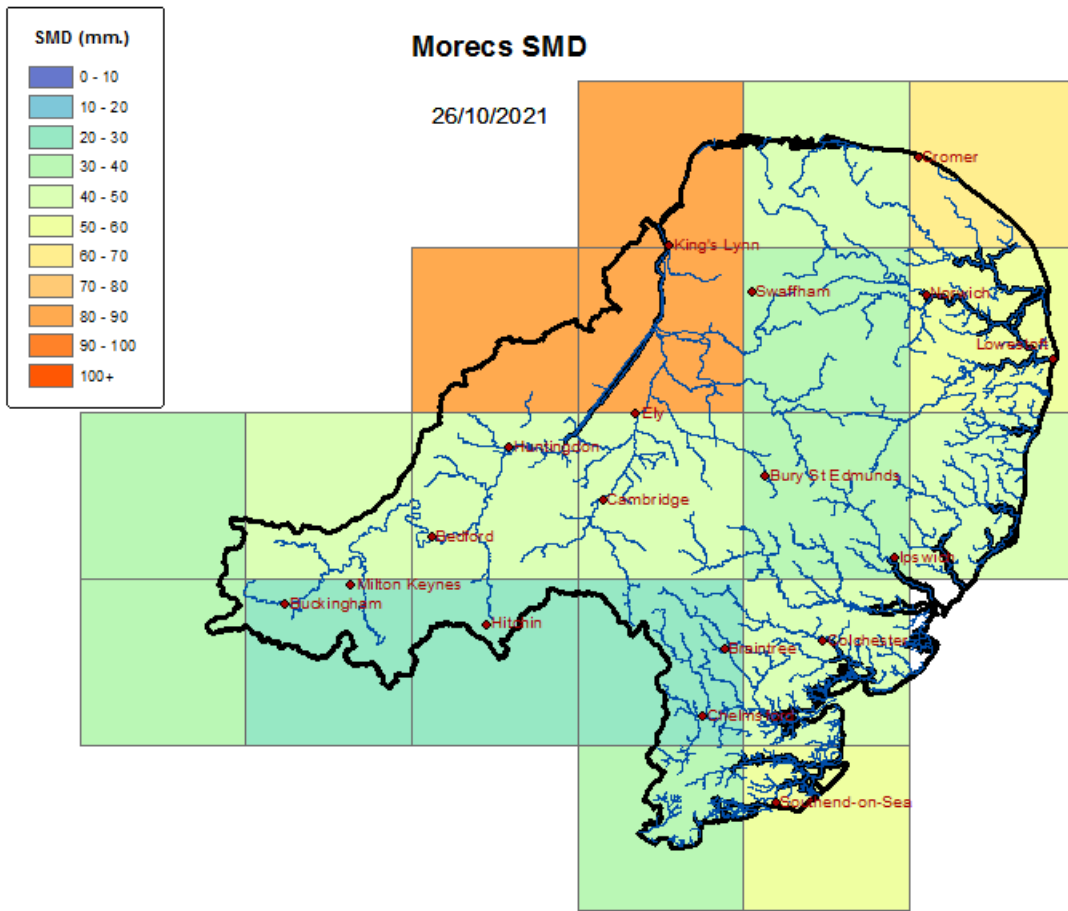 SMD (mm.)
0 - 10
10 - 20
20 - 30
30 - 40
40 - 50
50 - 60
60 - 70
70 - 80
80 - 90
90 - 100
100+
Morecs SMD
26/10/2021
Cromer
King's Lynn
Swaffham
Norwich
Lowestoft
Ely
Huntingdon
Bury St Edmunds
Cambridge
Bedford
Ipswich
Milton Keynes
Buckingham
Hitchin
Colchester
Braintree
Chelmsford
Southend-on-Sea